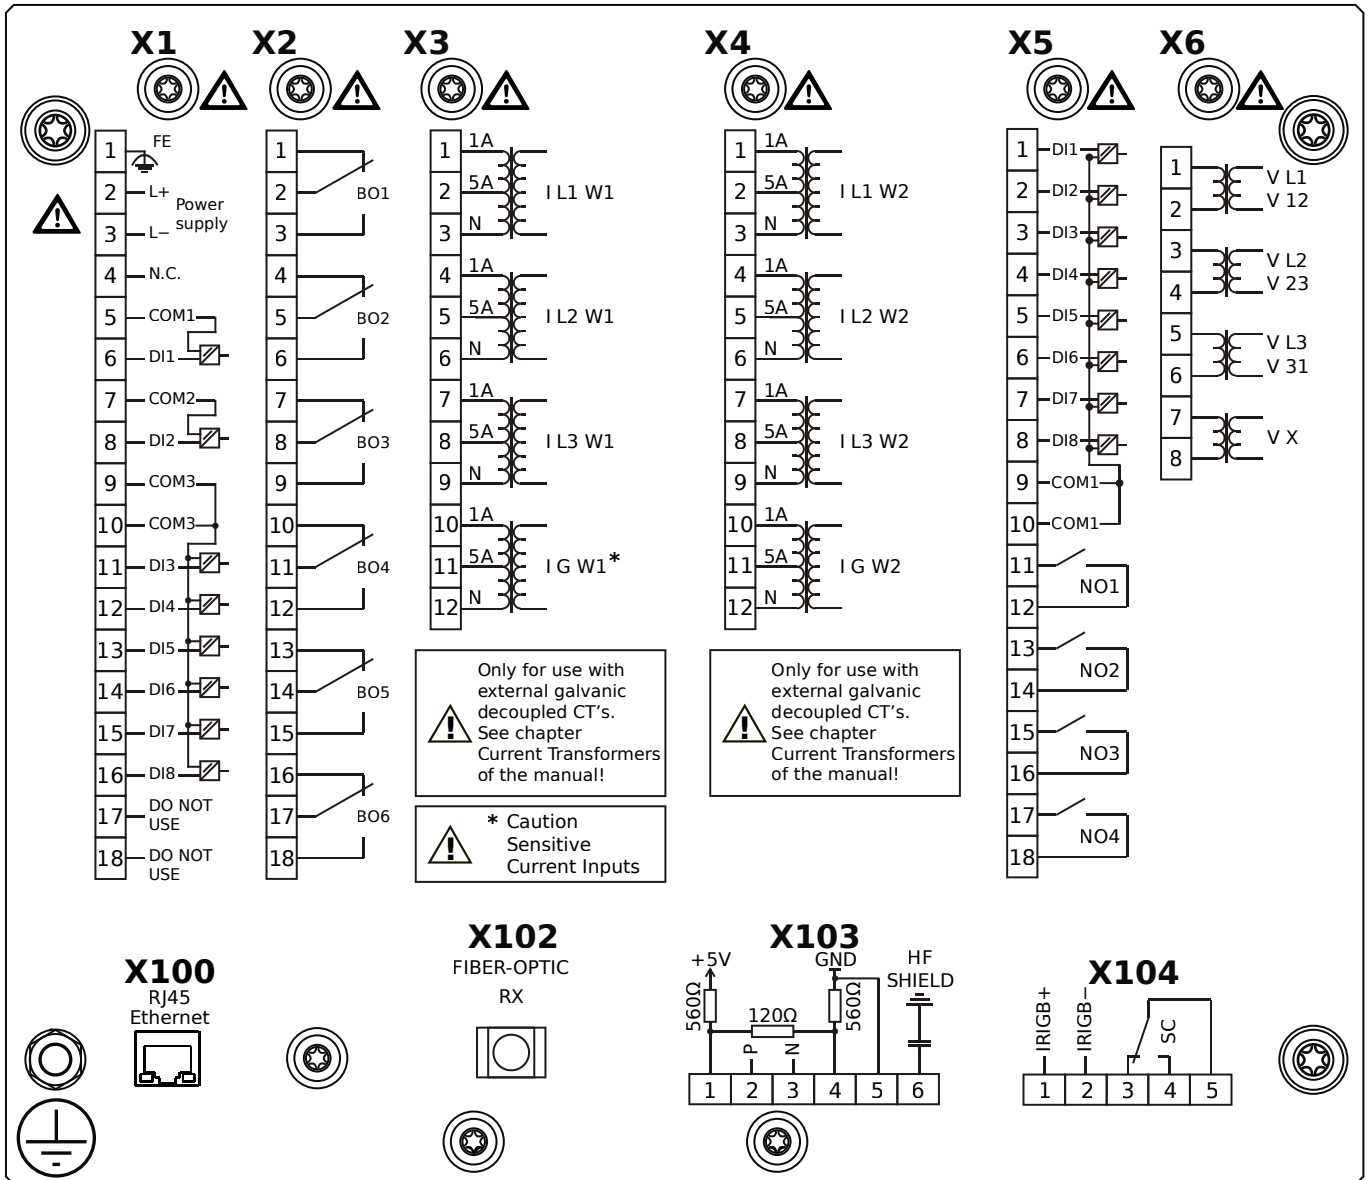 X1
X2
X3
X4
X5
X6
1 FE
2 L+ Power
supply
3 L−
4 N.C.
5 COM1
6 DI1
7 COM2
8 DI2
9 COM3
10 COM3
11 DI3
12 DI4
13 DI5
14 DI6
15 DI7
16 DI8
17 DO NOT
USE
18 DO NOT
USE
1
2 BO1
3
4
5 BO2
6
7
8 BO3
9
10
11 BO4
12
13
14 BO5
15
16
17 BO6
18
1 1A
2 5A I L1 W1
3 N
4 1A
5 5A I L2 W1
6 N
7 1A
8 5A I L3 W1
9 N
10 1A
11 5A I G W1*
12 N
Only for use with
external galvanic
decoupled CT's.
See chapter
Current Transformers
of the manual!
* Caution
Sensitive
Current Inputs
1 1A
2 5A I L1 W2
3 N
4 1A
5 5A I L2 W2
6 N
7 1A
8 5A I L3 W2
9 N
10 1A
11 5A I G W2
12 N
Only for use with
external galvanic
decoupled CT's.
See chapter
Current Transformers
of the manual!
1 DI1
2 DI2
3 DI3
4 DI4
5 DI5
6 DI6
7 DI7
8 DI8
9 COM1
10 COM1
11
NO1
12
13
NO2
14
15
NO3
16
17
NO4
18
1 V L1
2 V 12
3 V L2
4 V 23
5 V L3
6 V 31
7 V X
8
X100
RJ45
Ethernet
X102
FIBER-OPTIC
RX
X103
+5V GND HF
SHIELD
560Ω 120Ω 560Ω
P N
1 2 3 4 5 6
X104
IRIGB+ IRIGB− SC
1 2 3 4 5